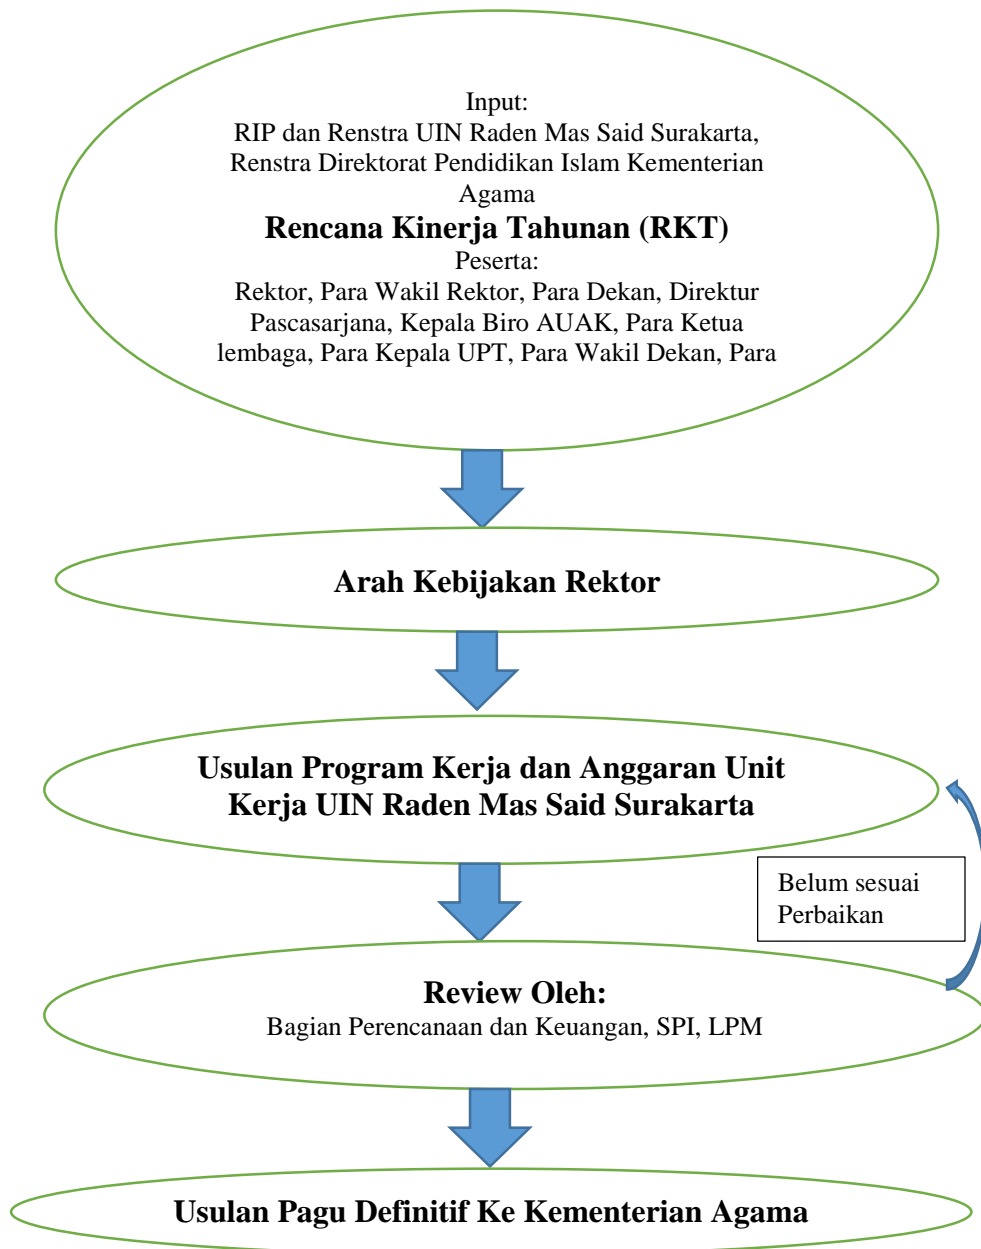 Input:
RIP dan Renstra UIN Raden Mas Said Surakarta,
Renstra Direktorat Pendidikan Islam Kementerian
Agama
Rencana Kinerja Tahunan (RKT)
Peserta:
Rektor, Para Wakil Rektor, Para Dekan, Direktur
Pascasarjana, Kepala Biro AUAK, Para Ketua
lembaga, Para Kepala UPT, Para Wakil Dekan, Para
Arah Kebijakan Rektor
Usulan Program Kerja dan Anggaran Unit
Kerja UIN Raden Mas Said Surakarta
Belum sesuai
Perbaikan
Review Oleh:
Bagian Perencanaan dan Keuangan, SPI, LPM
Usulan Pagu Definitif Ke Kementerian Agama